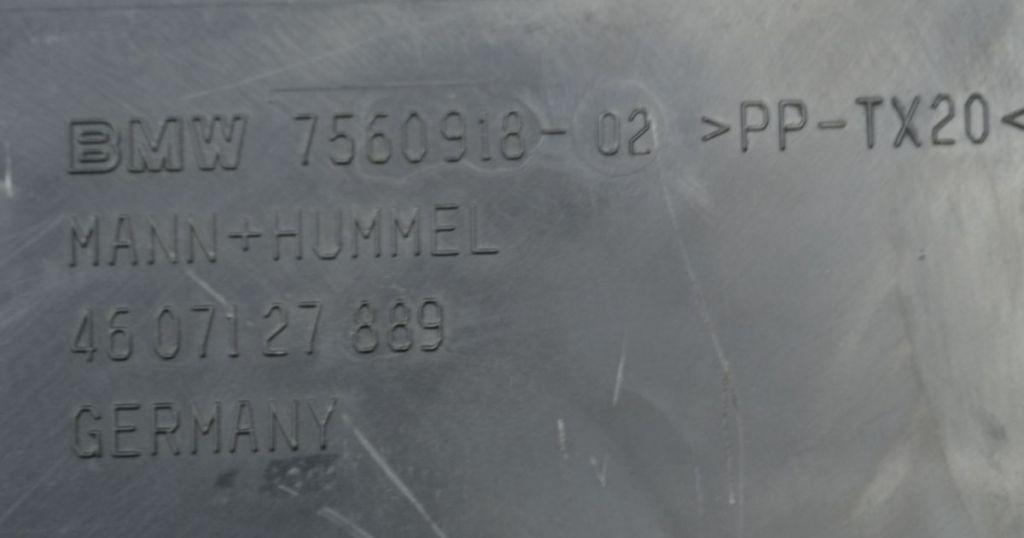 BMW 7560918-02 >PP-TX20<
MANN+HUMMEL
46 071 27 889
GERMANY